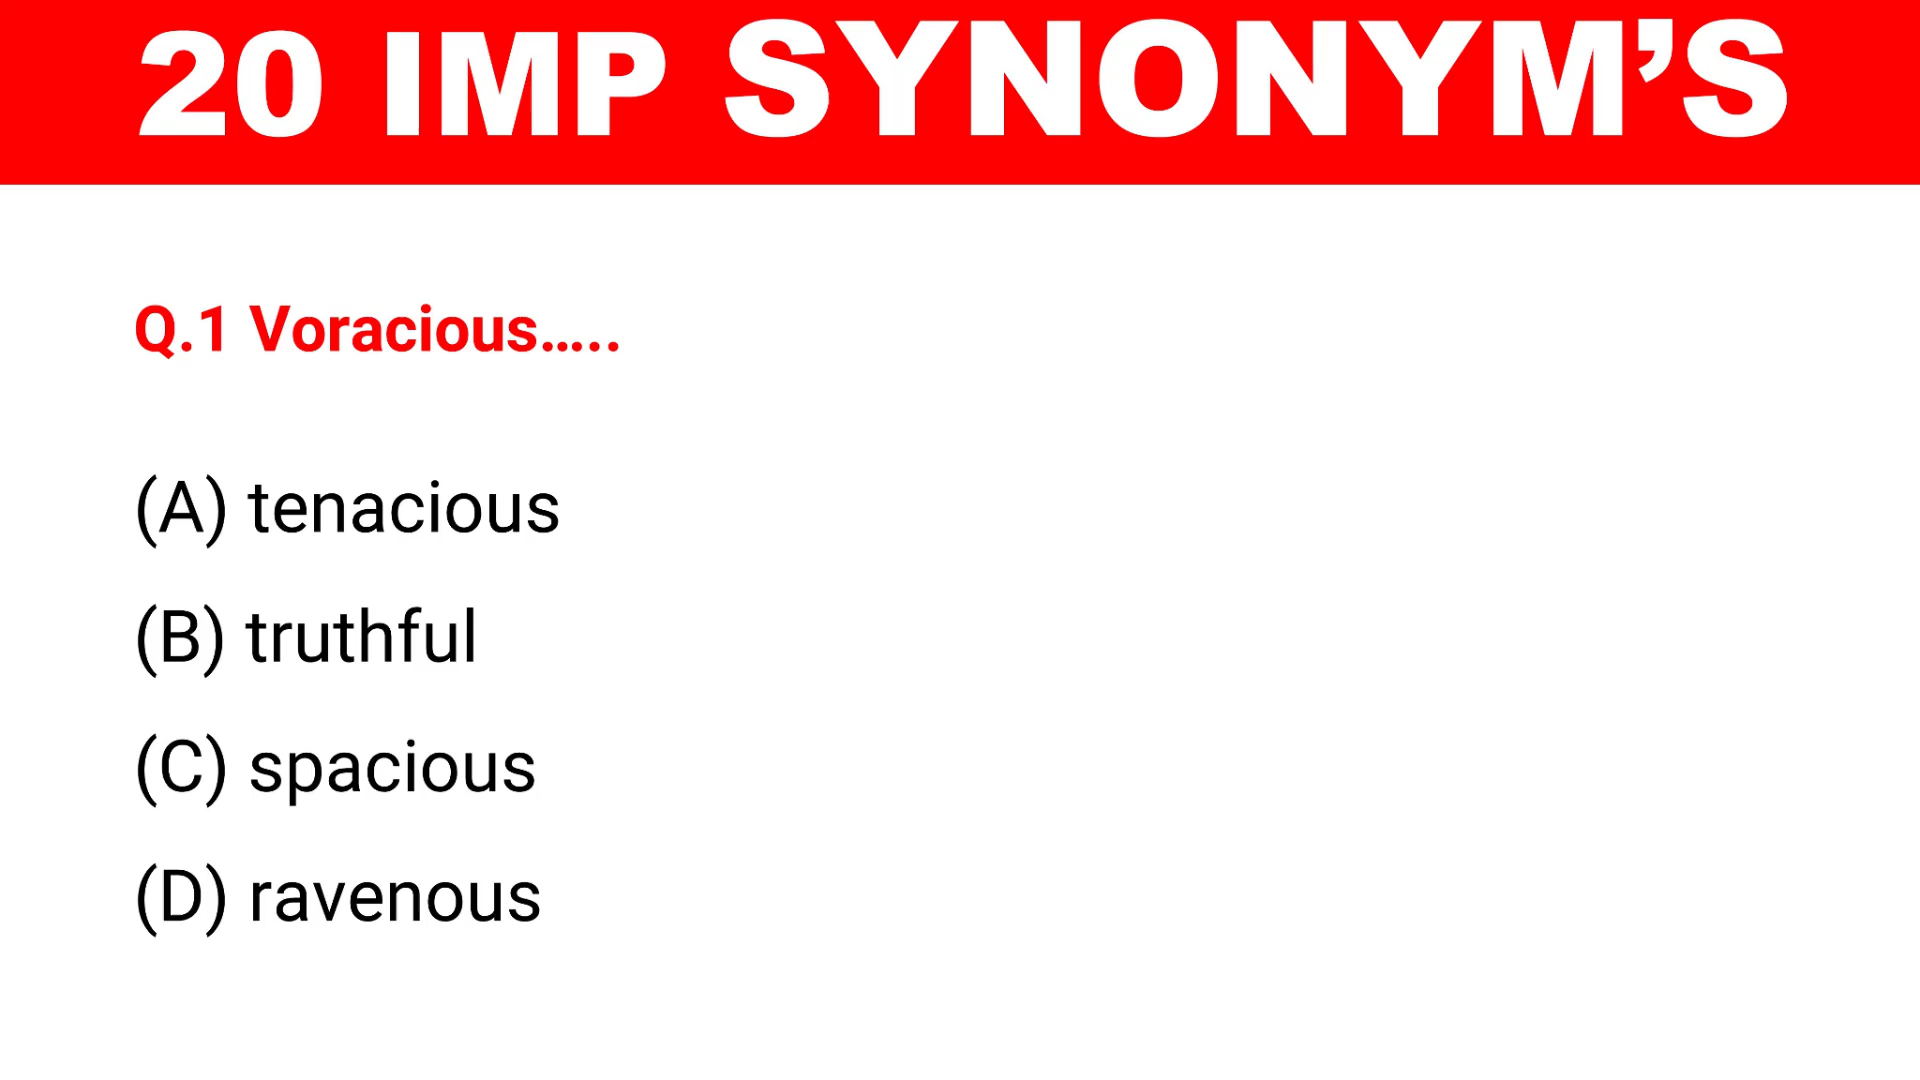 20 IMP SYNONYM’S
Q.1 Voracious.....
(A) tenacious
(B) truthful
(C) spacious
(D) ravenous